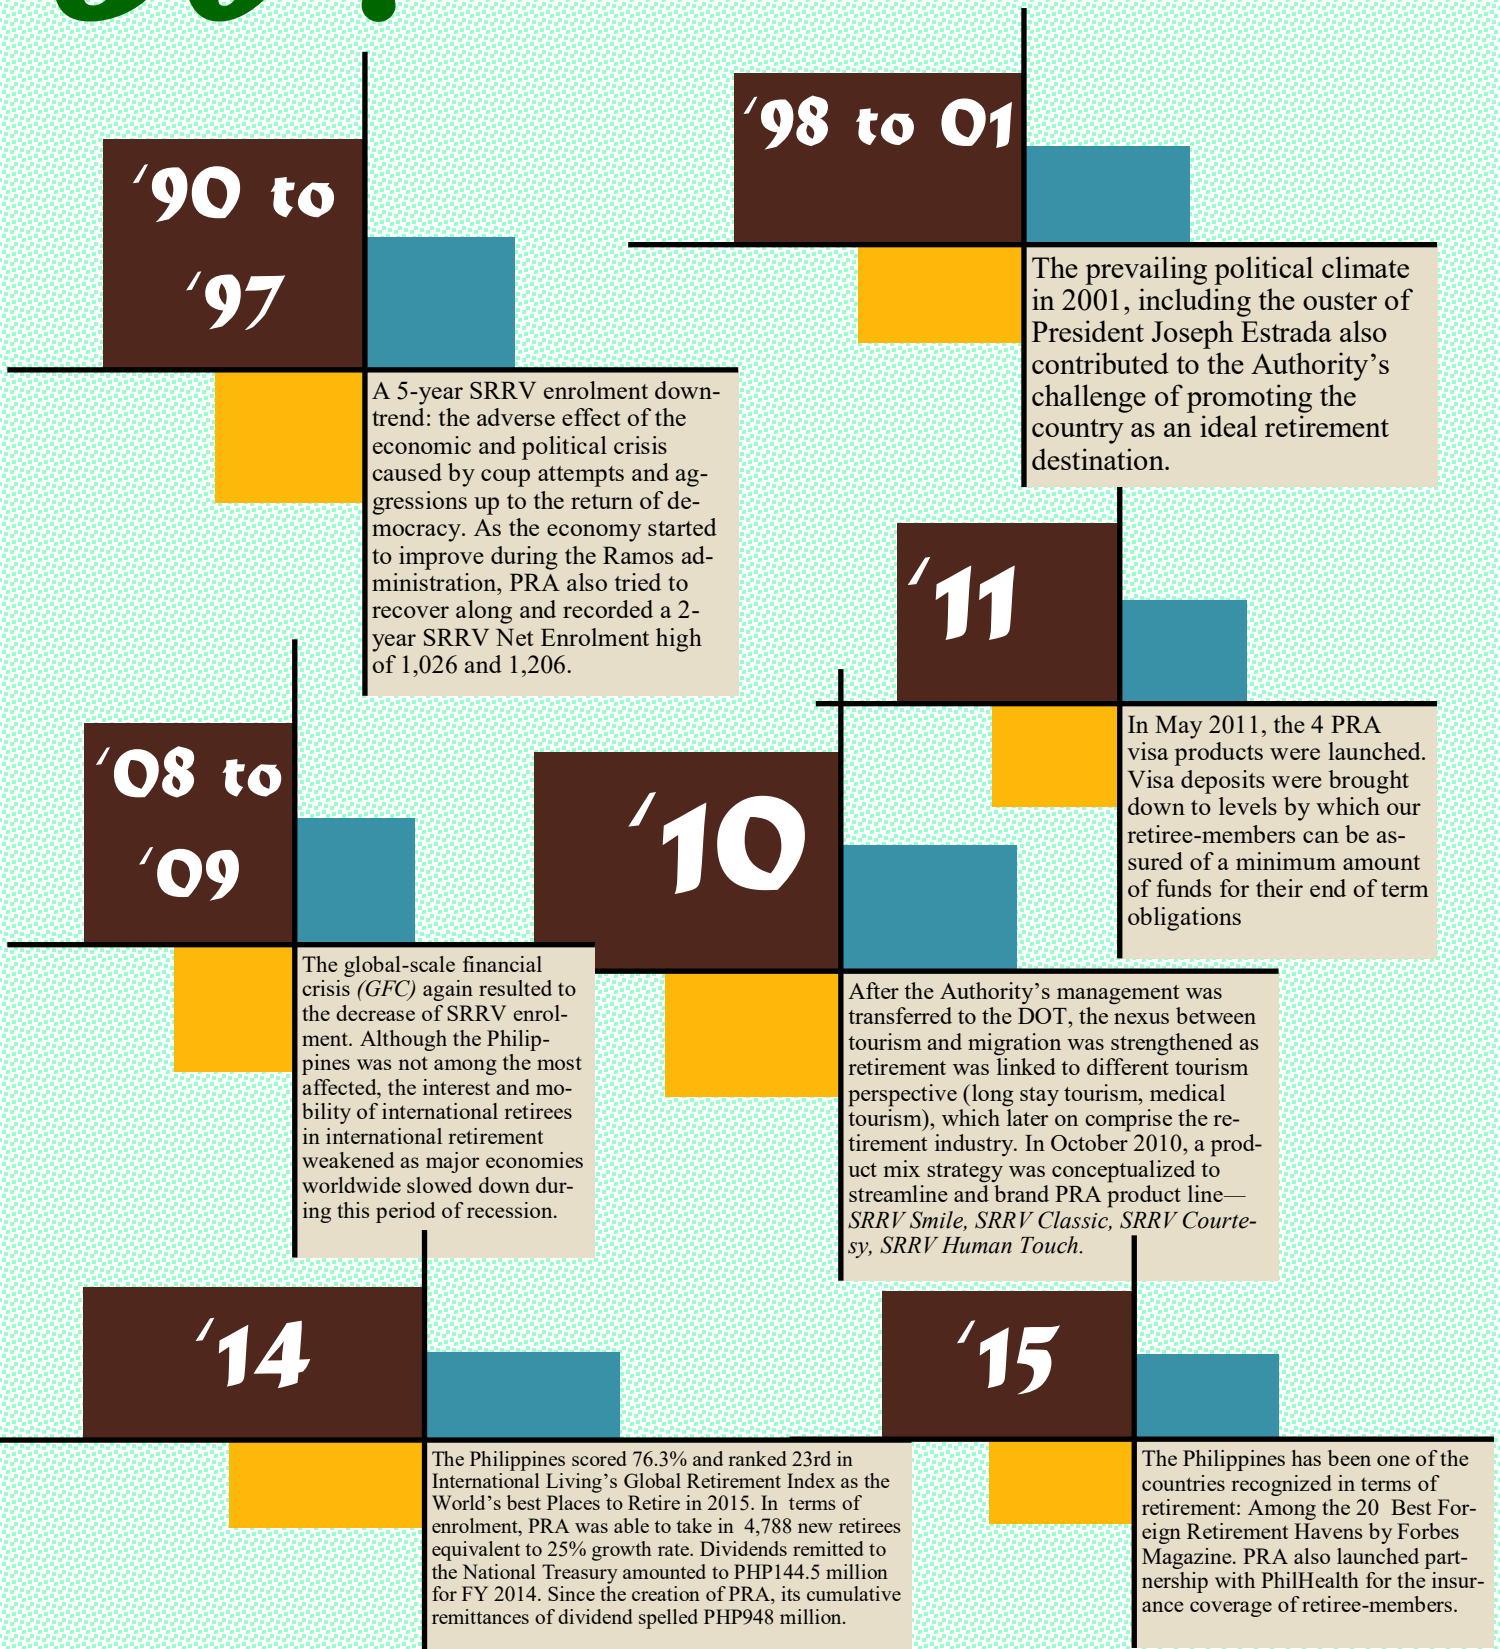 ‘90 to
‘97
A 5-year SRRV enrolment down-
trend: the adverse effect of the
economic and political crisis
caused by coup attempts and ag-
gressions up to the return of de-
mocracy. As the economy started
to improve during the Ramos ad-
ministration, PRA also tried to
recover along and recorded a 2-
year SRRV Net Enrolment high
of 1,026 and 1,206.
‘98 to 01
The prevailing political climate
in 2001, including the ouster of
President Joseph Estrada also
contributed to the Authority’s
challenge of promoting the
country as an ideal retirement
destination.
‘08 to
‘09
The global-scale financial
crisis (GFC) again resulted to
the decrease of SRRV enrol-
ment. Although the Philip-
pines was not among the most
affected, the interest and mo-
bility of international retirees
in international retirement
weakened as major economies
worldwide slowed down dur-
ing this period of recession.
‘10
After the Authority’s management was
transferred to the DOT, the nexus between
tourism and migration was strengthened as
retirement was linked to different tourism
perspective (long stay tourism, medical
tourism), which later on comprise the re-
tirement industry. In October 2010, a prod-
uct mix strategy was conceptualized to
streamline and brand PRA product line—
SRRV Smile, SRRV Classic, SRRV Courte-
sy, SRRV Human Touch.
‘11
In May 2011, the 4 PRA
visa products were launched.
Visa deposits were brought
down to levels by which our
retiree-members can be as-
sured of a minimum amount
of funds for their end of term
obligations
‘14
The Philippines scored 76.3% and ranked 23rd in
International Living’s Global Retirement Index as the
World’s best Places to Retire in 2015. In  terms of
enrolment, PRA was able to take in  4,788 new retirees
equivalent to 25% growth rate. Dividends remitted to
the National Treasury amounted to PHP144.5 million
for FY 2014. Since the creation of PRA, its cumulative
remittances of dividend spelled PHP948 million.
‘15
The Philippines has been one of the
countries recognized in terms of
retirement: Among the 20  Best For-
eign Retirement Havens by Forbes
Magazine. PRA also launched part-
nership with PhilHealth for the insur-
ance coverage of retiree-members.